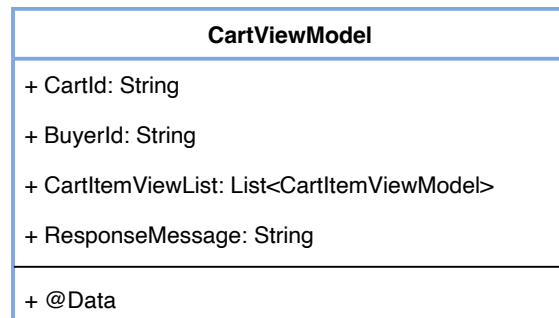 CartViewModel
+ CartId: String
+ BuyerId: String
+ CartItemViewList: List<CartItemViewModel>
+ ResponseMessage: String
+ @Data